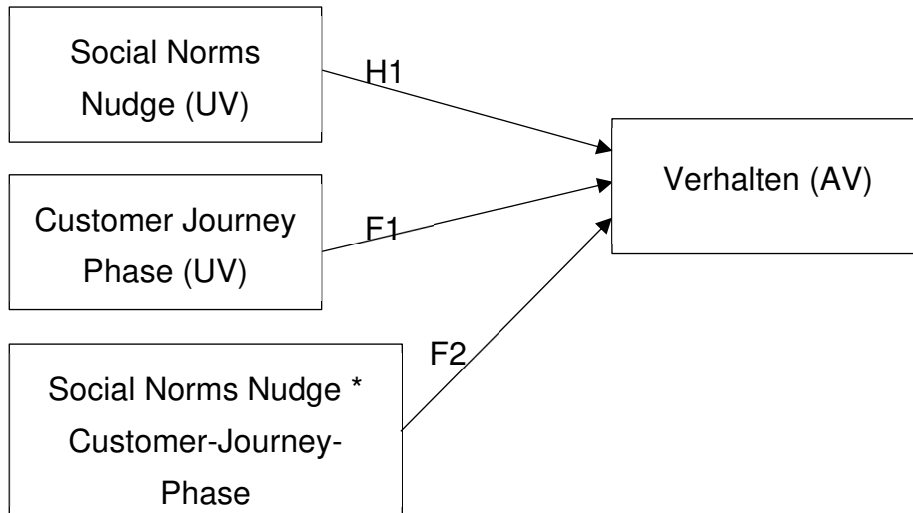 Social Norms
Nudge (UV)
H1
Verhalten (AV)
Customer Journey
Phase (UV)
F1
F2
Social Norms Nudge *
Customer-Journey-
Phase